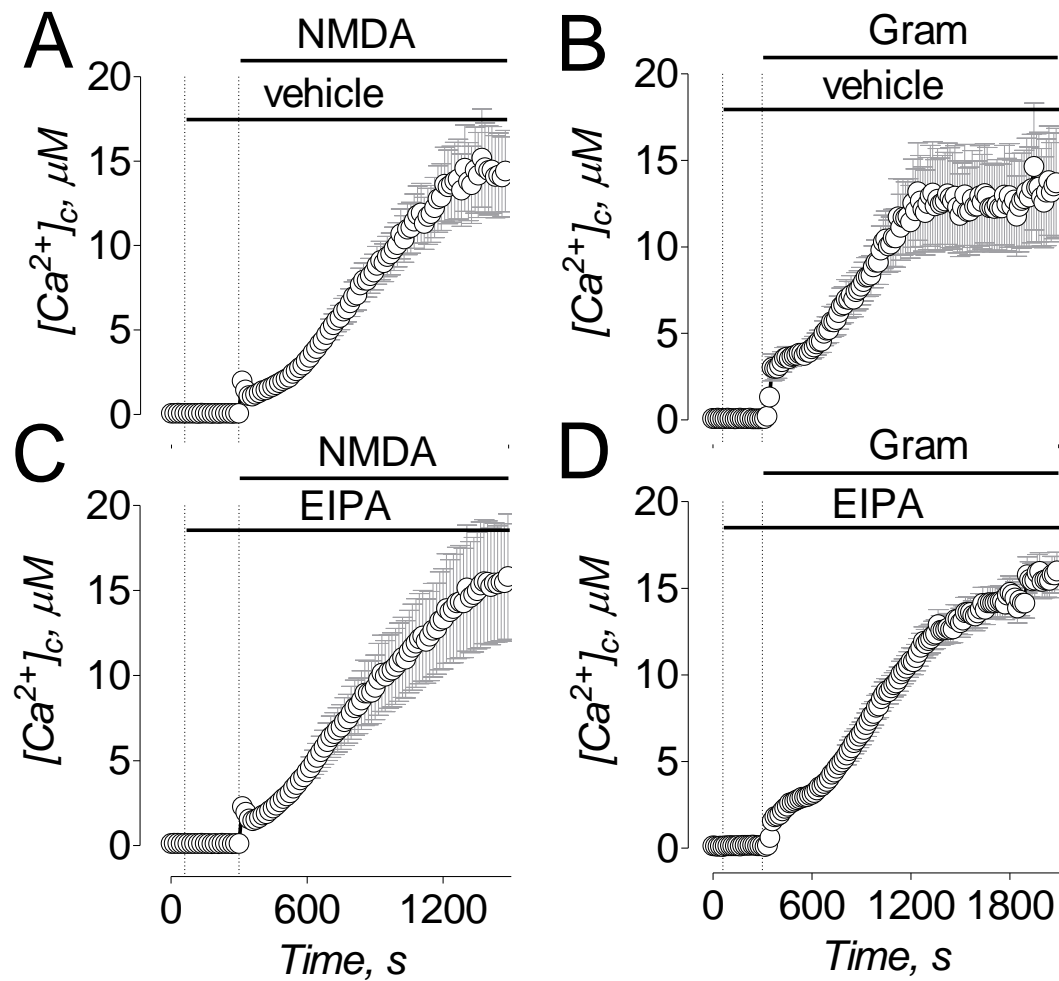 A
NMDA
vehicle
20
15
10
5
0
[Ca²⁺]c, μM
B
Gram
vehicle
20
15
10
5
0
[Ca²⁺]c, μM
C
NMDA
EIPA
20
15
10
5
0
[Ca²⁺]c, μM
0 600 1200
Time, s
D
Gram
EIPA
20
15
10
5
0
[Ca²⁺]c, μM
0 600 1200 1800
Time, s